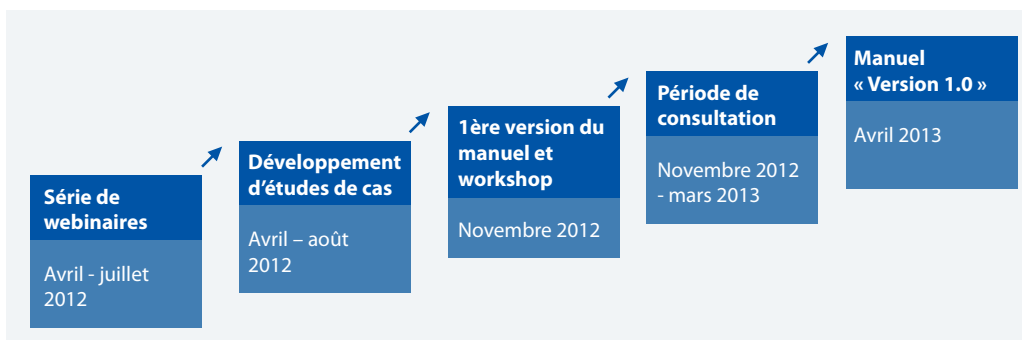 Série de
webinaires
Avril - juillet
2012
Développement
d’études de cas
Avril – août
2012
1ère version du
manuel et
workshop
Novembre 2012
Période de
consultation
Novembre 2012
- mars 2013
Manuel
« Version 1.0 »
Avril 2013